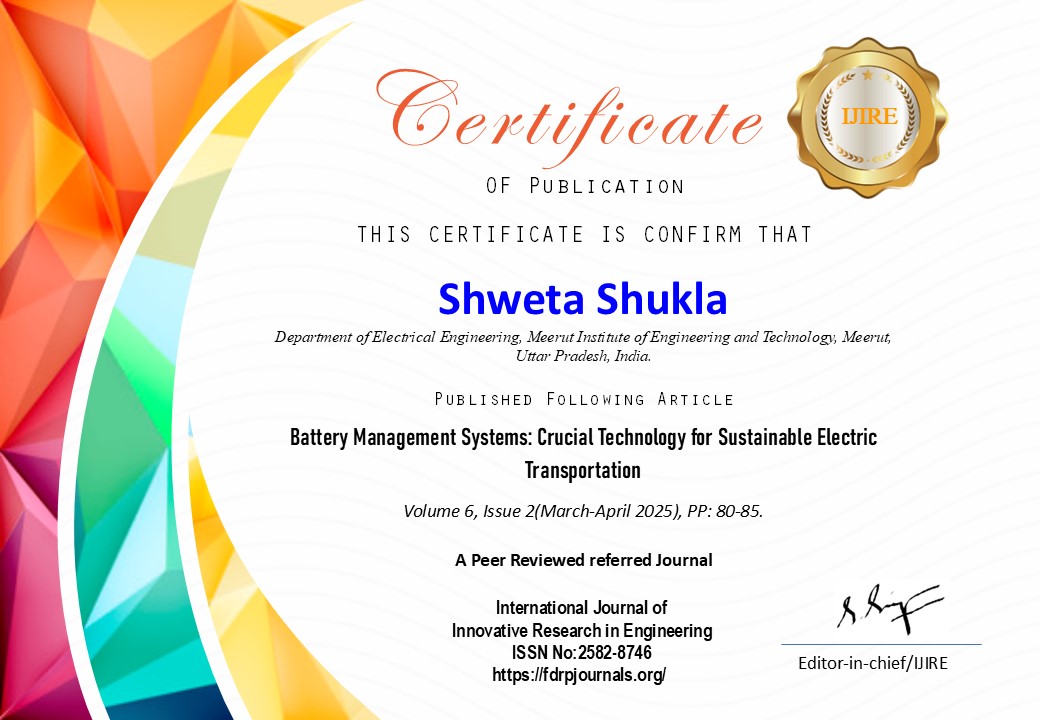 Certificate
IJIRE
OF PUBLICATION
THIS CERTIFICATE IS CONFIRM THAT
Shweta Shukla
Department of Electrical Engineering, Meerut Institute of Engineering and Technology, Meerut,
Uttar Pradesh, India.
PUBLISHED FOLLOWING ARTICLE
Battery Management Systems: Crucial Technology for Sustainable Electric
Transportation
Volume 6, Issue 2(March-April 2025), PP: 80-85.
A Peer Reviewed referred Journal
International Journal of
Innovative Research in Engineering
ISSN No:2582-8746
https://fdrpjournals.org/
Editor-in-chief/IJIRE